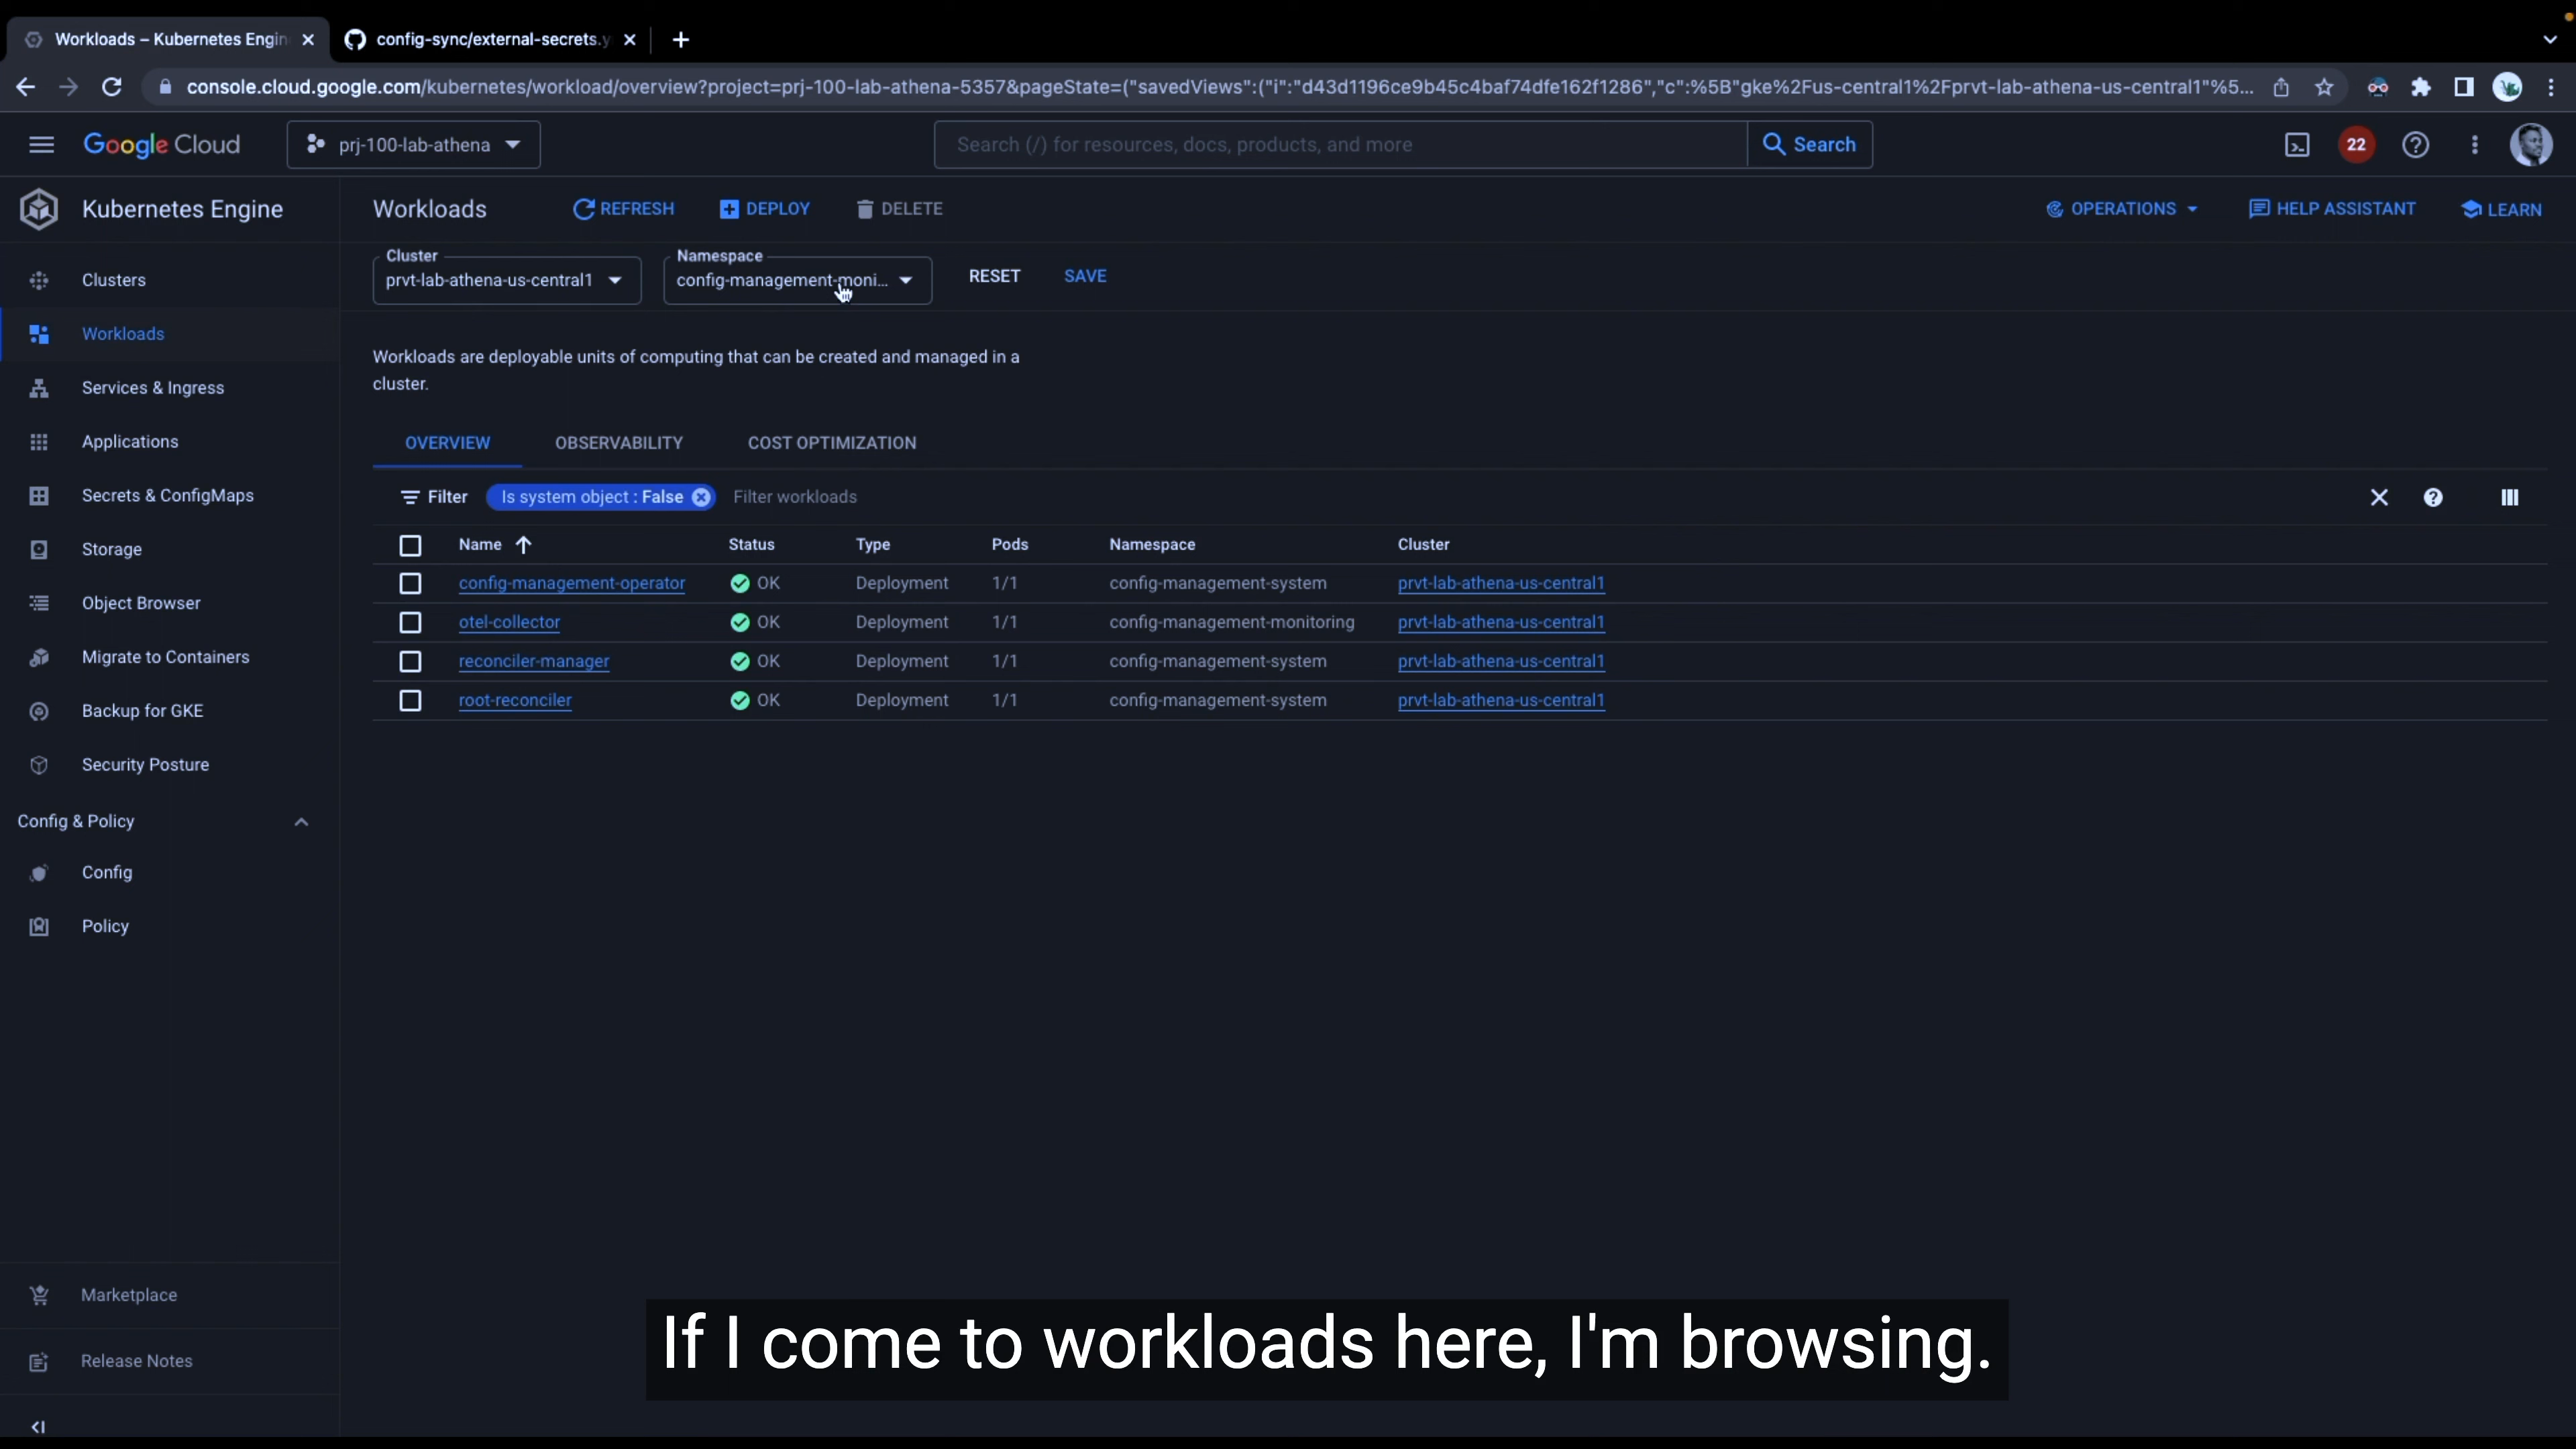 Workloads – Kubernetes Engin
config-sync/external-secrets.y
console.cloud.google.com/kubernetes/workload/overview?project=prj-100-lab-athena-5357&pageState=("savedViews":("i":"d43d1196ce9b45c4baf74dfe162f1286","c":%5B"gke%2Fus-central1%2Fprvt-lab-athena-us-central1"%5...
Google Cloud
prj-100-lab-athena
Search (/) for resources, docs, products, and more
Search
22
Kubernetes Engine
Workloads
REFRESH
DEPLOY
DELETE
OPERATIONS
HELP ASSISTANT
LEARN
Cluster
prvt-lab-athena-us-central1
Namespace
config-management-moni...
RESET
SAVE
Clusters
Workloads
Services & Ingress
Applications
Secrets & ConfigMaps
Storage
Object Browser
Migrate to Containers
Backup for GKE
Security Posture
Config & Policy
Config
Policy
Marketplace
Release Notes
Workloads are deployable units of computing that can be created and managed in a
cluster.
OVERVIEW OBSERVABILITY COST OPTIMIZATION
Filter Is system object : False Filter workloads
Name Status Type Pods Namespace Cluster
config-management-operator OK Deployment 1/1 config-management-system prvt-lab-athena-us-central1
otel-collector OK Deployment 1/1 config-management-monitoring prvt-lab-athena-us-central1
reconciler-manager OK Deployment 1/1 config-management-system prvt-lab-athena-us-central1
root-reconciler OK Deployment 1/1 config-management-system prvt-lab-athena-us-central1
If I come to workloads here, I'm browsing.